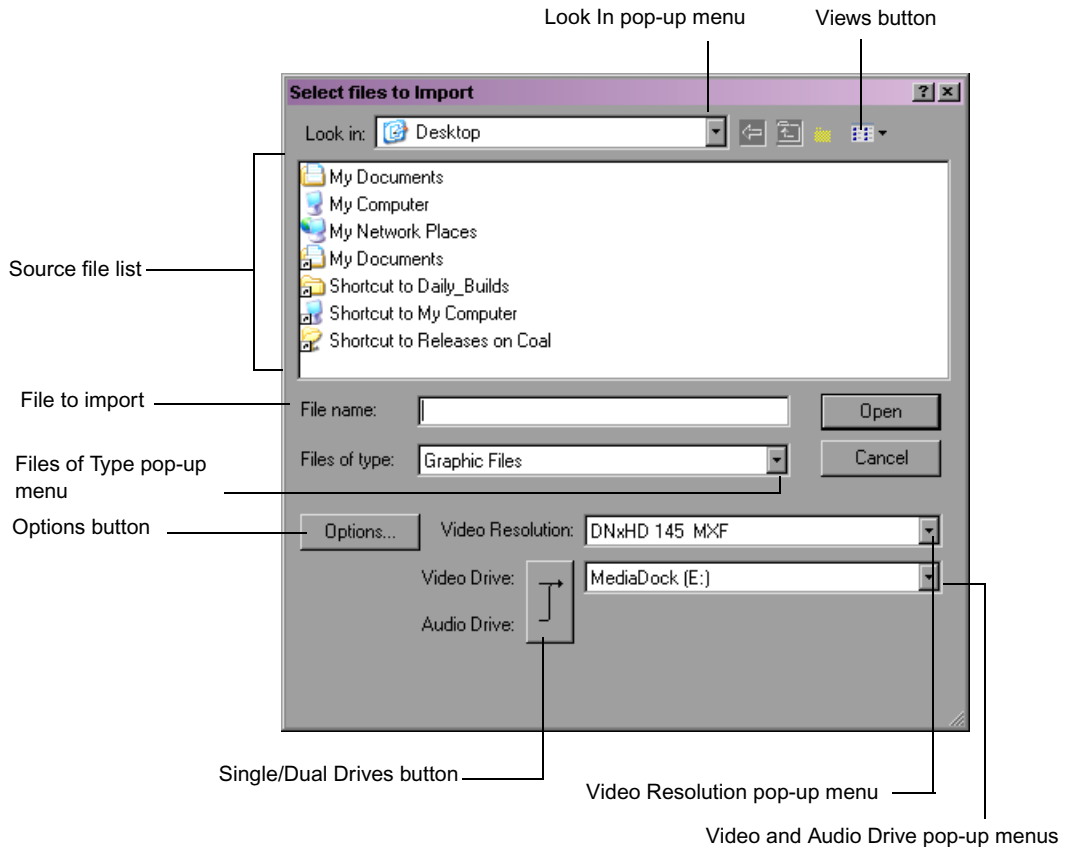 Look In pop-up menu
Views button
Select files to Import
Look in:
Desktop
My Documents
My Computer
My Network Places
My Documents
Shortcut to Daily_Builds
Shortcut to My Computer
Shortcut to Releases on Coal
Source file list
File to import
File name:
Open
Files of Type pop-up
menu
Files of type:
Graphic Files
Cancel
Options button
Options...
Video Resolution:
DNxHD 145 MXF
Video Drive:
MediaDock (E:)
Audio Drive:
Single/Dual Drives button
Video Resolution pop-up menu
Video and Audio Drive pop-up menus